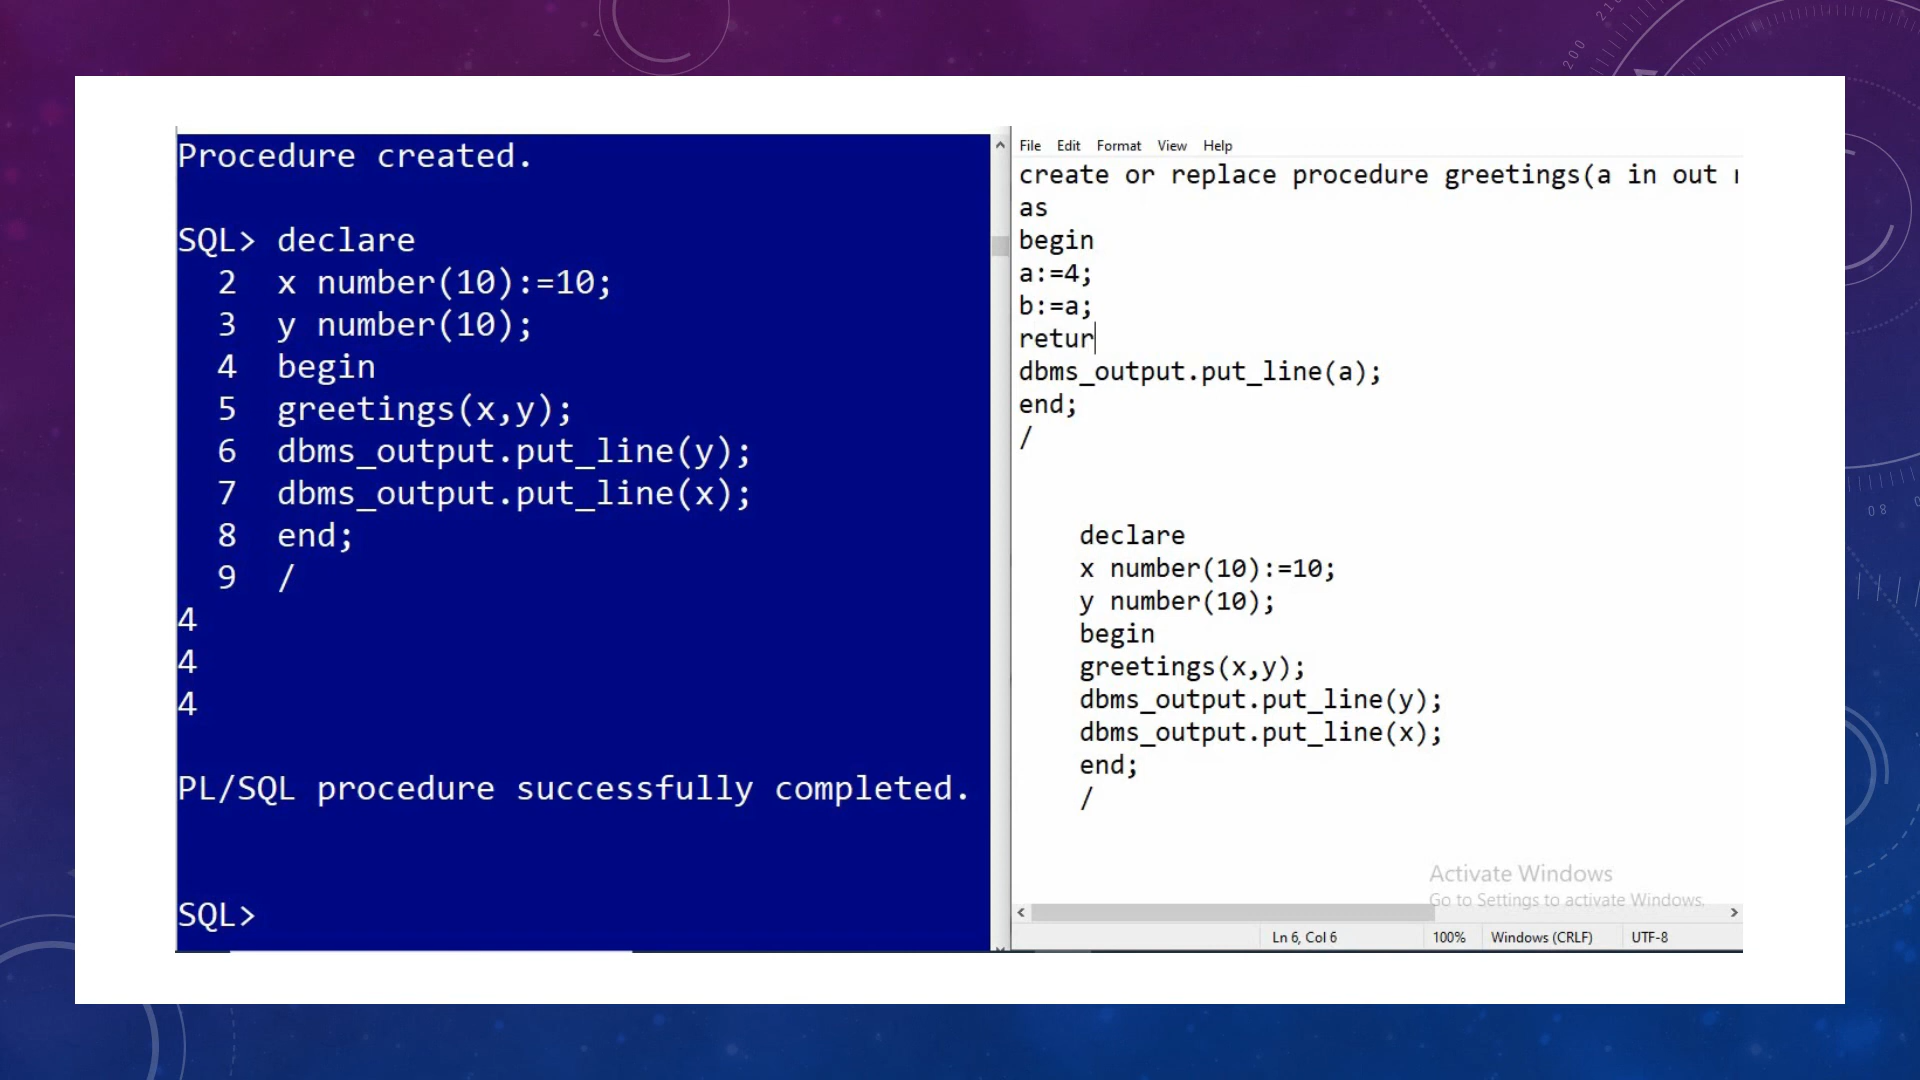 Procedure created.
SQL> declare
2 x number(10):=10;
3 y number(10);
4 begin
5 greetings(x,y);
6 dbms_output.put_line(y);
7 dbms_output.put_line(x);
8 end;
9 /
4
4
4
PL/SQL procedure successfully completed.
SQL>
File Edit Format View Help
create or replace procedure greetings(a in out
as
begin
a:=4;
b:=a;
retur
dbms_output.put_line(a);
end;
/
declare
x number(10):=10;
y number(10);
begin
greetings(x,y);
dbms_output.put_line(y);
dbms_output.put_line(x);
end;
/
Activate Windows
Go to Settings to activate Windows.
Ln 6, Col 6 100% Windows (CRLF) UTF-8
200
80